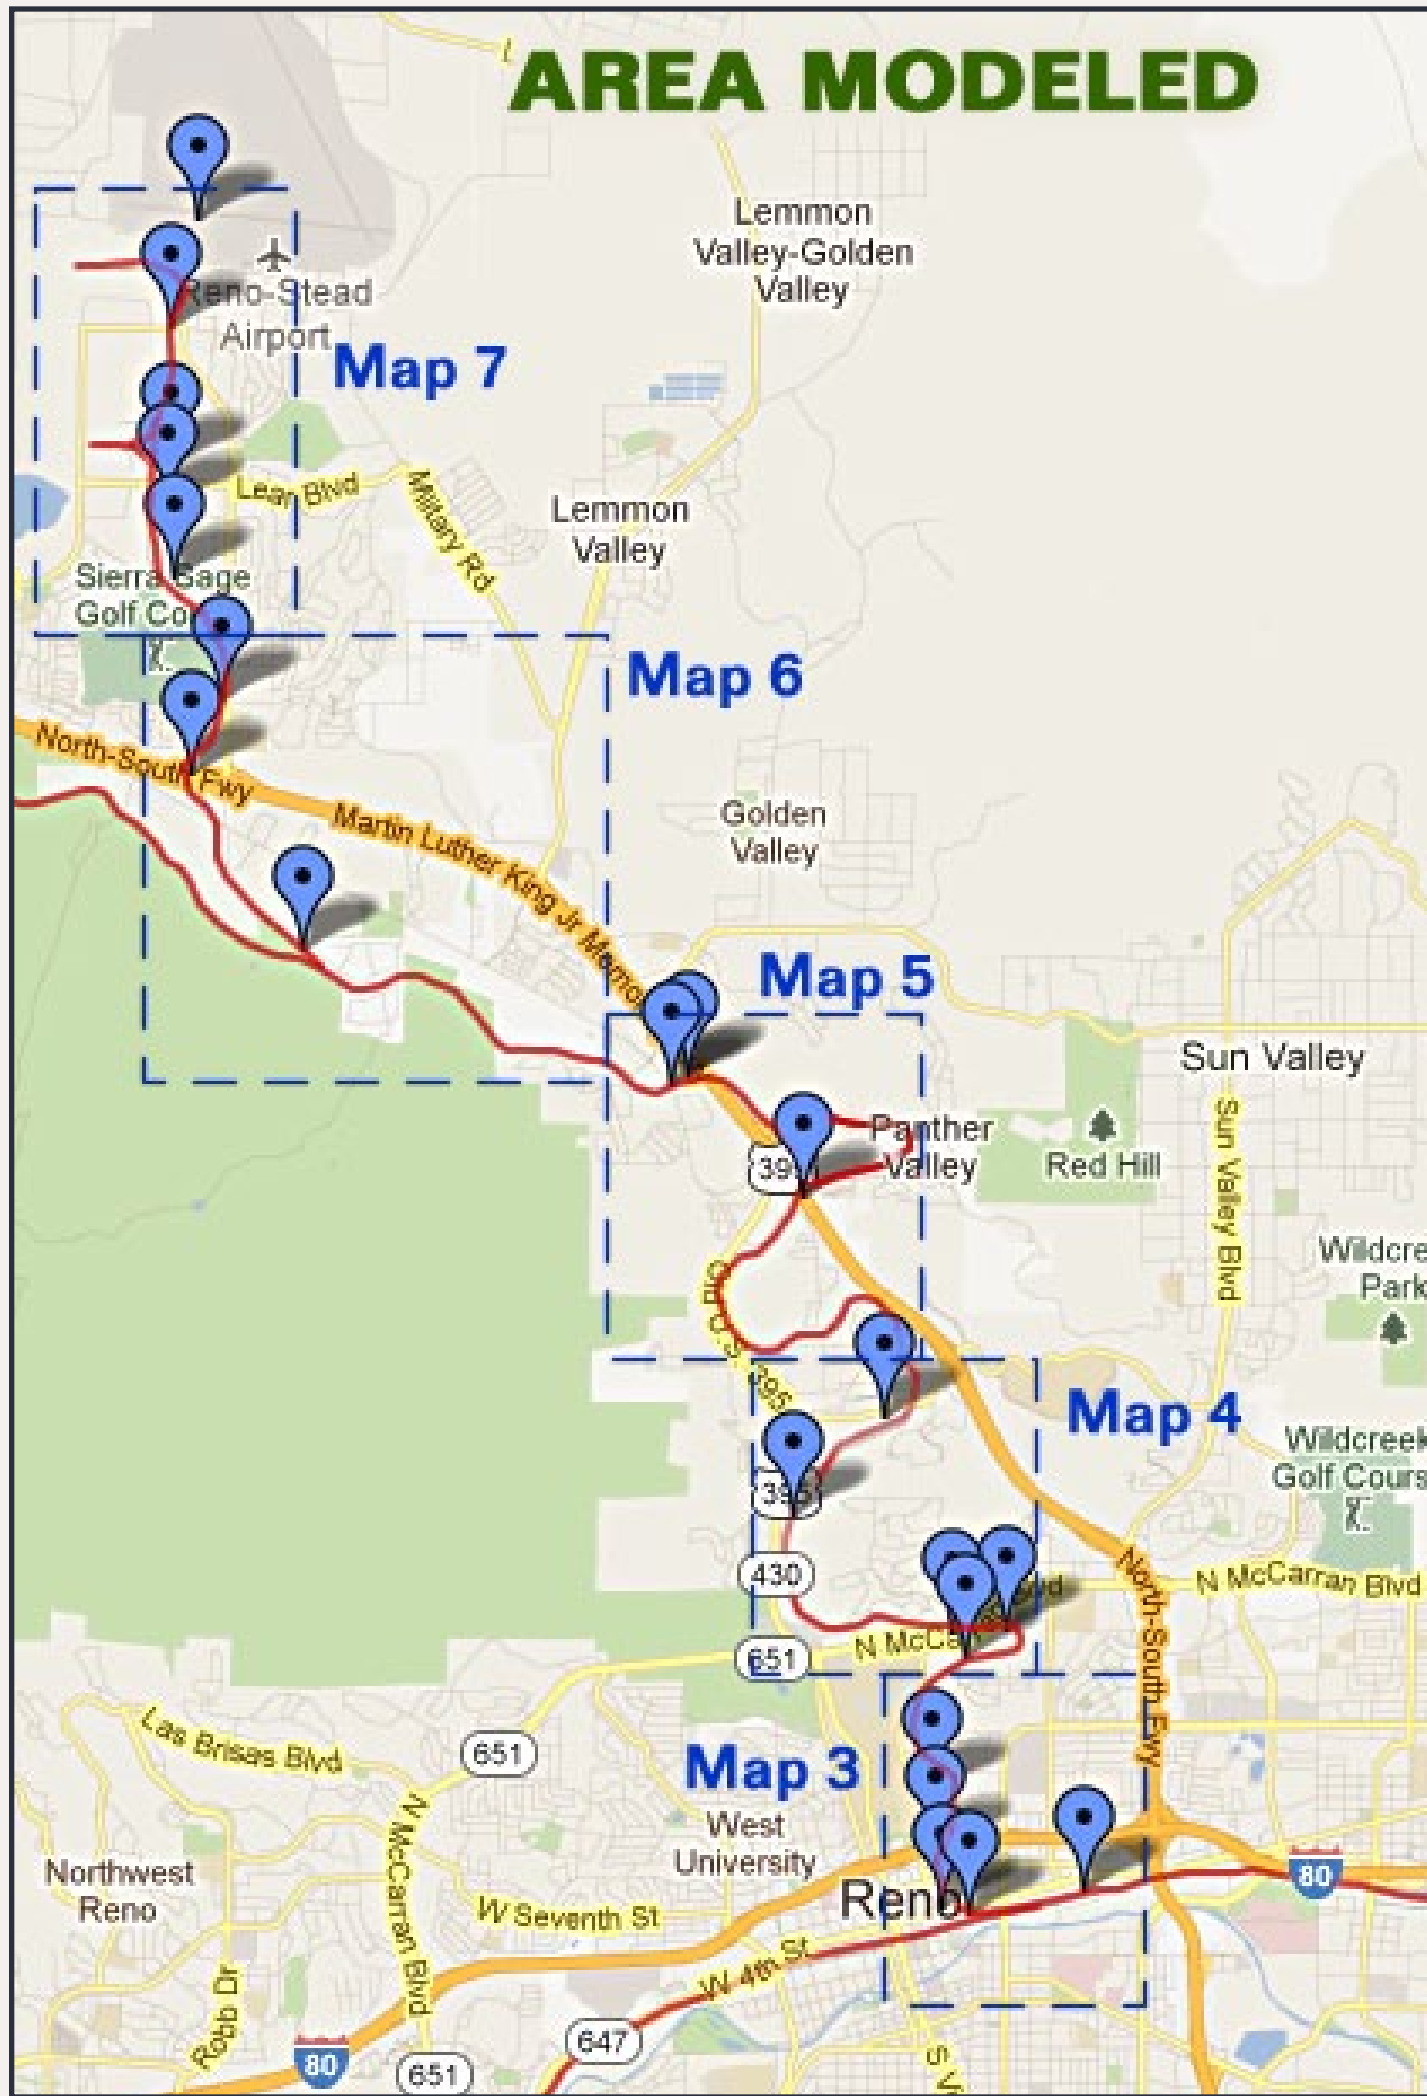 AREA MODELED
Lemmon
Valley-Golden
Valley
Reno-Stead
Airport
Map 7
Lear Blvd
Military Rd
Lemmon
Valley
Sierra Sage
Golf Co
Map 6
North-South Fwy
Martin Luther King Jr Memo
Golden
Valley
Map 5
Sun Valley
Panther
Valley
395
Red Hill
Sun Valley Blvd
Wildcre
Park
Old U.S. 395
Map 4
Wildcreek
Golf Cours
395
430
lvd
N McCarran Blvd
North-South Fwy
N McCa
651
Las Brisas Blvd
651
Map 3
West
University
N McCarran Blvd
Northwest
Reno
Reno
80
W Seventh St
W 4th St
Robb Dr
647
80
651
S V